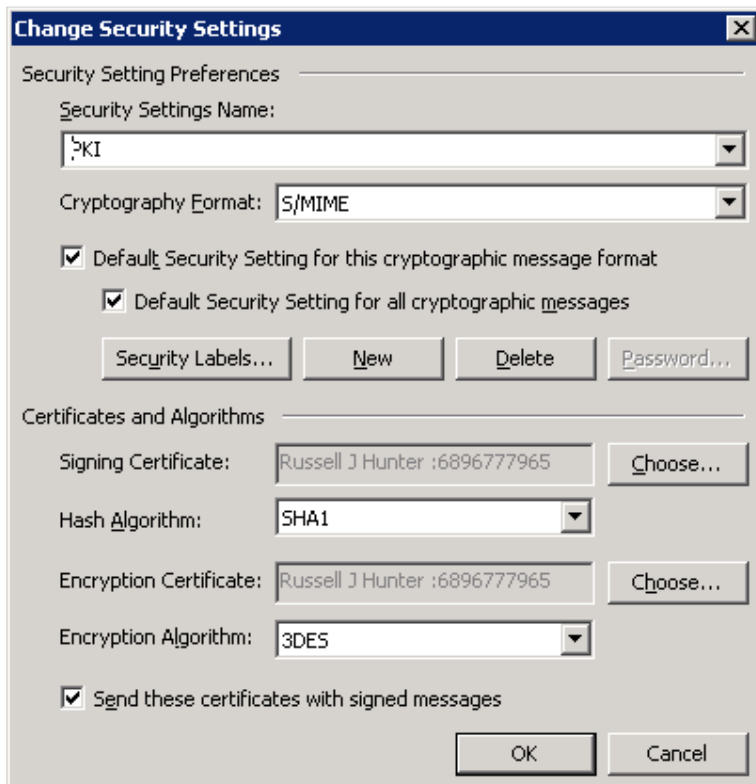 Change Security Settings
Security Setting Preferences
Security Settings Name:
PKI
Cryptography Format: S/MIME
Default Security Setting for this cryptographic message format
Default Security Setting for all cryptographic messages
Security Labels... New Delete Password...
Certificates and Algorithms
Signing Certificate: Russell J Hunter :6896777965 Choose...
Hash Algorithm: SHA1
Encryption Certificate: Russell J Hunter :6896777965 Choose...
Encryption Algorithm: 3DES
Send these certificates with signed messages
OK Cancel